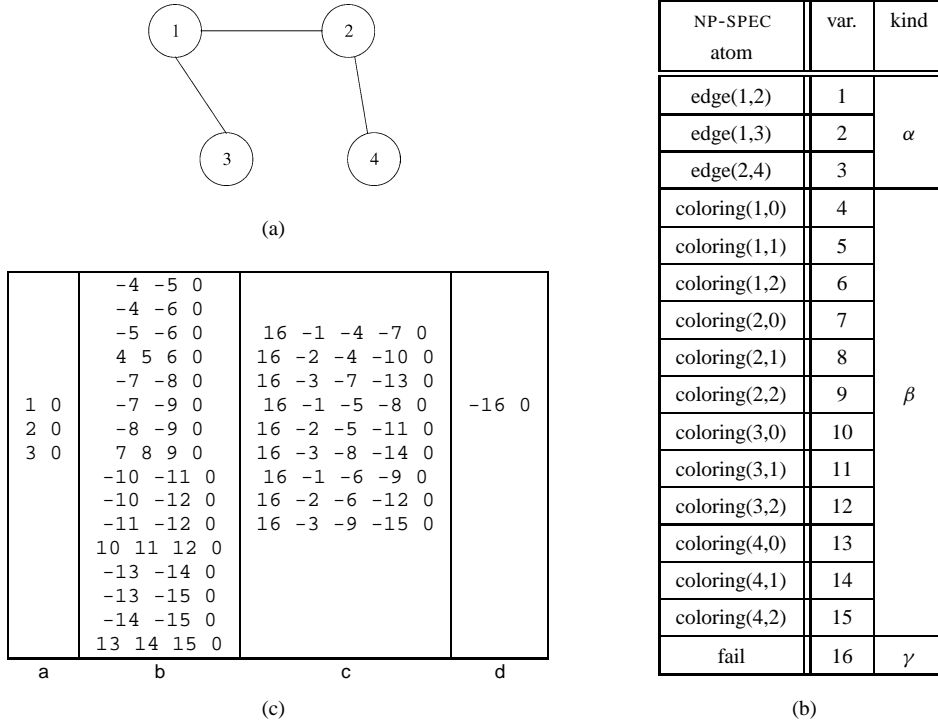 1 2
3 4
(a)
-4 -5 0
-4 -6 0
-5 -6 0
16 -1 -4 -7 0
4 5 6 0
16 -2 -4 -10 0
-7 -8 0
16 -3 -7 -13 0
1 0 -7 -9 0 16 -1 -5 -8 0 -16 0
2 0 -8 -9 0 16 -2 -5 -11 0
3 0 7 8 9 0 16 -3 -8 -14 0
-10 -11 0 16 -1 -6 -9 0
-10 -12 0 16 -2 -6 -12 0
-11 -12 0 16 -3 -9 -15 0
10 11 12 0
-13 -14 0
-13 -15 0
-14 -15 0
13 14 15 0
a b c d
(c)
NP-SPEC var. kind
atom
edge(1,2) 1
edge(1,3) 2 α
edge(2,4) 3
coloring(1,0) 4
coloring(1,1) 5
coloring(1,2) 6
coloring(2,0) 7
coloring(2,1) 8
coloring(2,2) 9 β
coloring(3,0) 10
coloring(3,1) 11
coloring(3,2) 12
coloring(4,0) 13
coloring(4,1) 14
coloring(4,2) 15
fail 16 γ
(b)